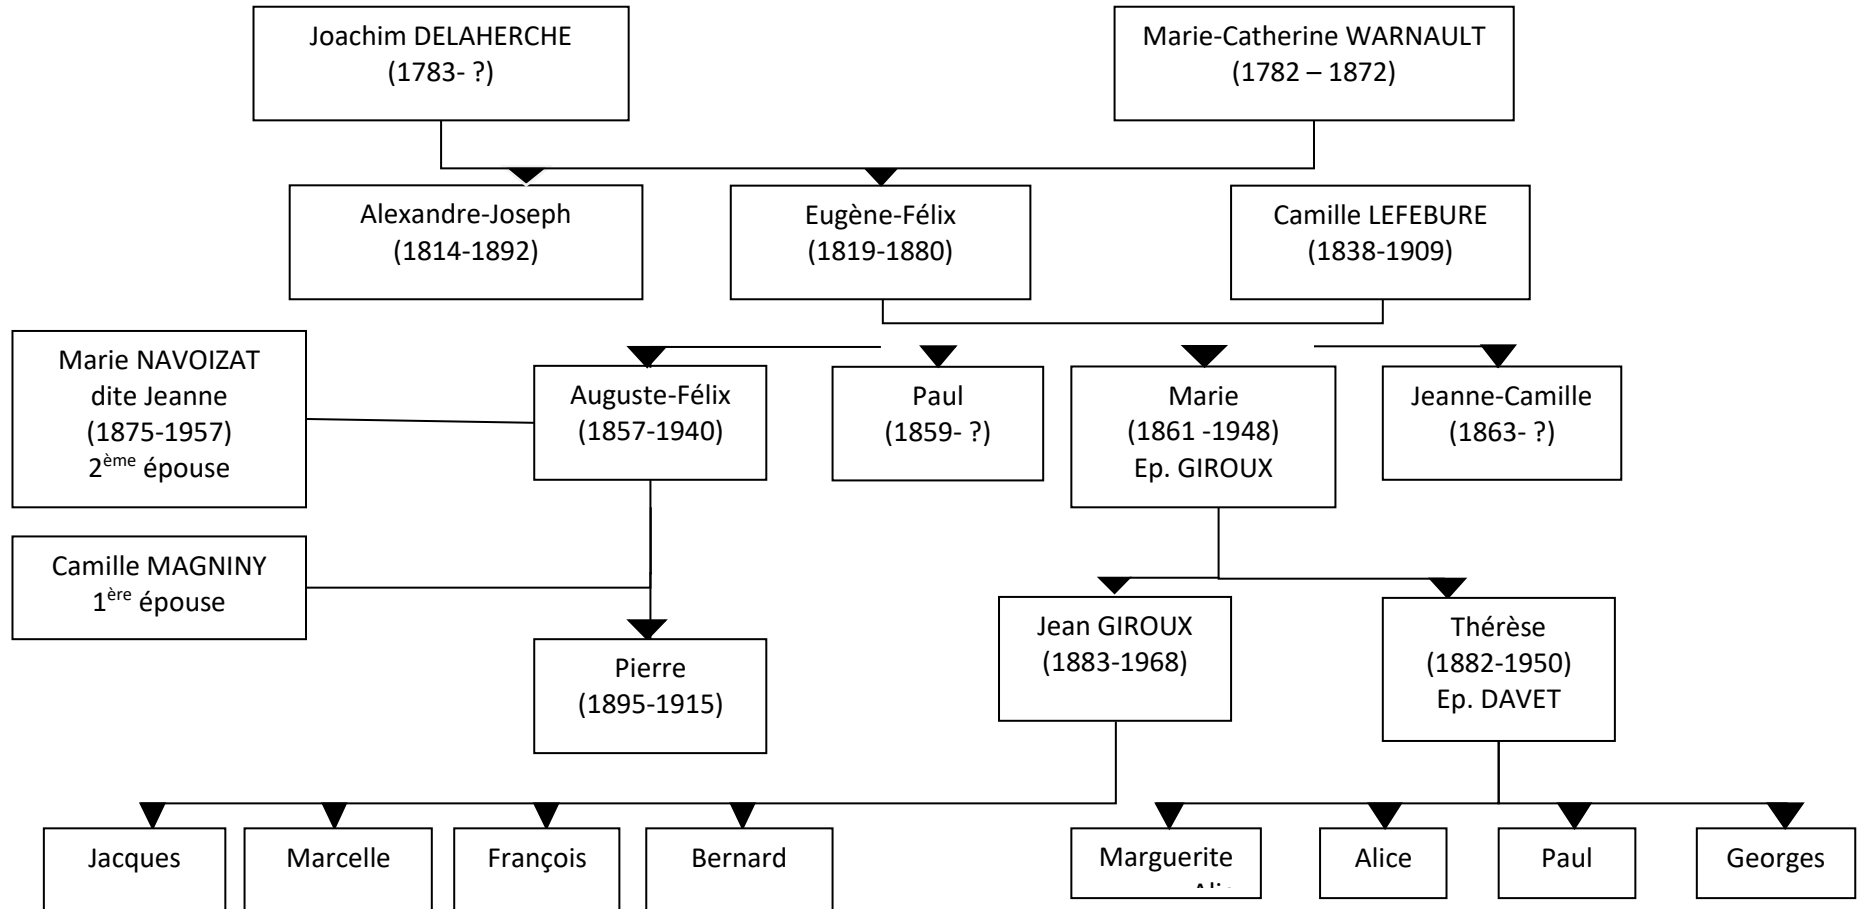 Joachim DELAHERCHE
(1783- ?)
Marie-Catherine WARNAULT
(1782 – 1872)
Alexandre-Joseph
(1814-1892)
Eugène-Félix
(1819-1880)
Camille LEFEBURE
(1838-1909)
Marie NAVOIZAT
dite Jeanne
(1875-1957)
2ème épouse
Auguste-Félix
(1857-1940)
Paul
(1859- ?)
Marie
(1861 -1948)
Ep. GIROUX
Jeanne-Camille
(1863- ?)
Camille MAGNINY
1ère épouse
Pierre
(1895-1915)
Jean GIROUX
(1883-1968)
Thérèse
(1882-1950)
Ep. DAVET
Jacques
Marcelle
François
Bernard
Marguerite
Alice
Paul
Georges